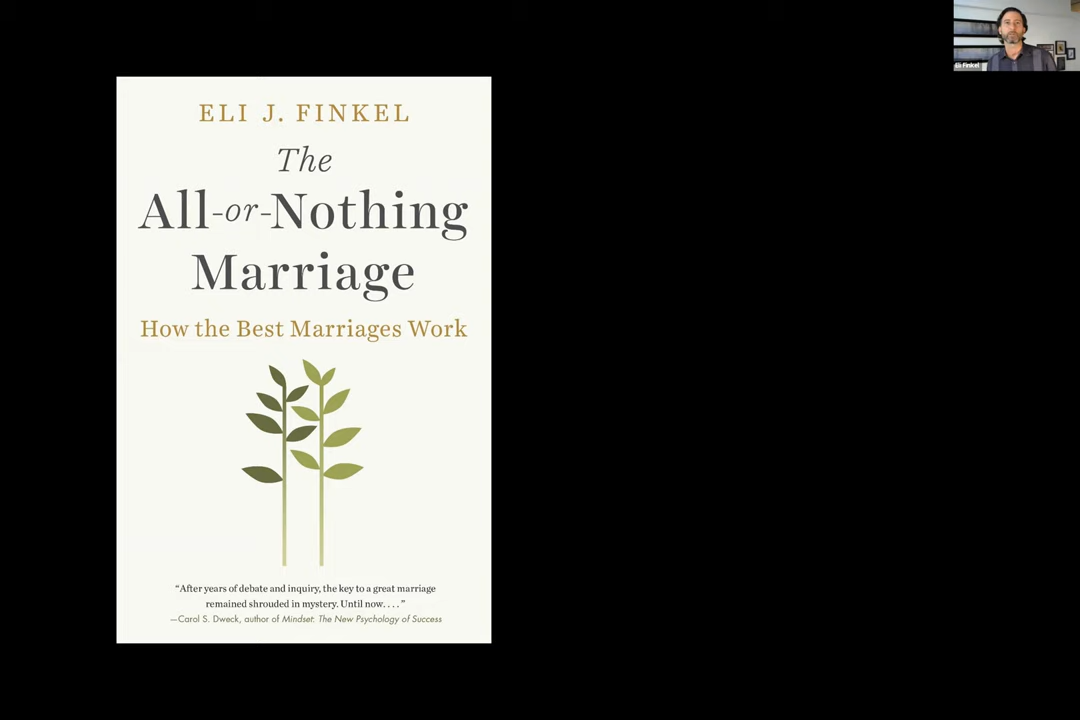 ELI J. FINKEL
The
All-or-Nothing
Marriage
How the Best Marriages Work
“After years of debate and inquiry, the key to a great marriage
remained shrouded in mystery. Until now. . . . ”
—Carol S. Dweck, author of Mindset: The New Psychology of Success
Eli Finkel